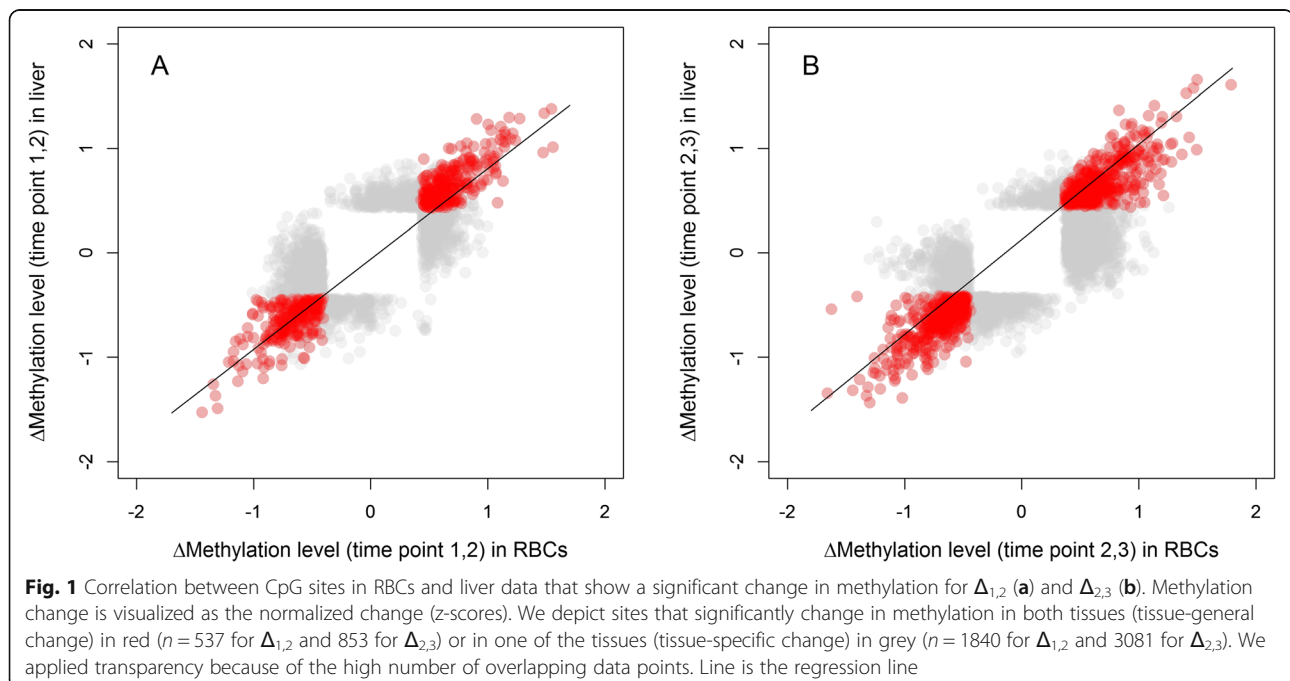 A
2
1
0
-1
-2
-2
-1
0
1
2
ΔMethylation level (time point 1,2) in liver
ΔMethylation level (time point 1,2) in RBCs
B
2
1
0
-1
-2
-2
-1
0
1
2
ΔMethylation level (time point 2,3) in liver
ΔMethylation level (time point 2,3) in RBCs
Fig. 1 Correlation between CpG sites in RBCs and liver data that show a significant change in methylation for Δ1,2 (a) and Δ2,3 (b). Methylation
change is visualized as the normalized change (z-scores). We depict sites that significantly change in methylation in both tissues (tissue-general
change) in red (n = 537 for Δ1,2 and 853 for Δ2,3) or in one of the tissues (tissue-specific change) in grey (n = 1840 for Δ1,2 and 3081 for Δ2,3). We
applied transparency because of the high number of overlapping data points. Line is the regression line